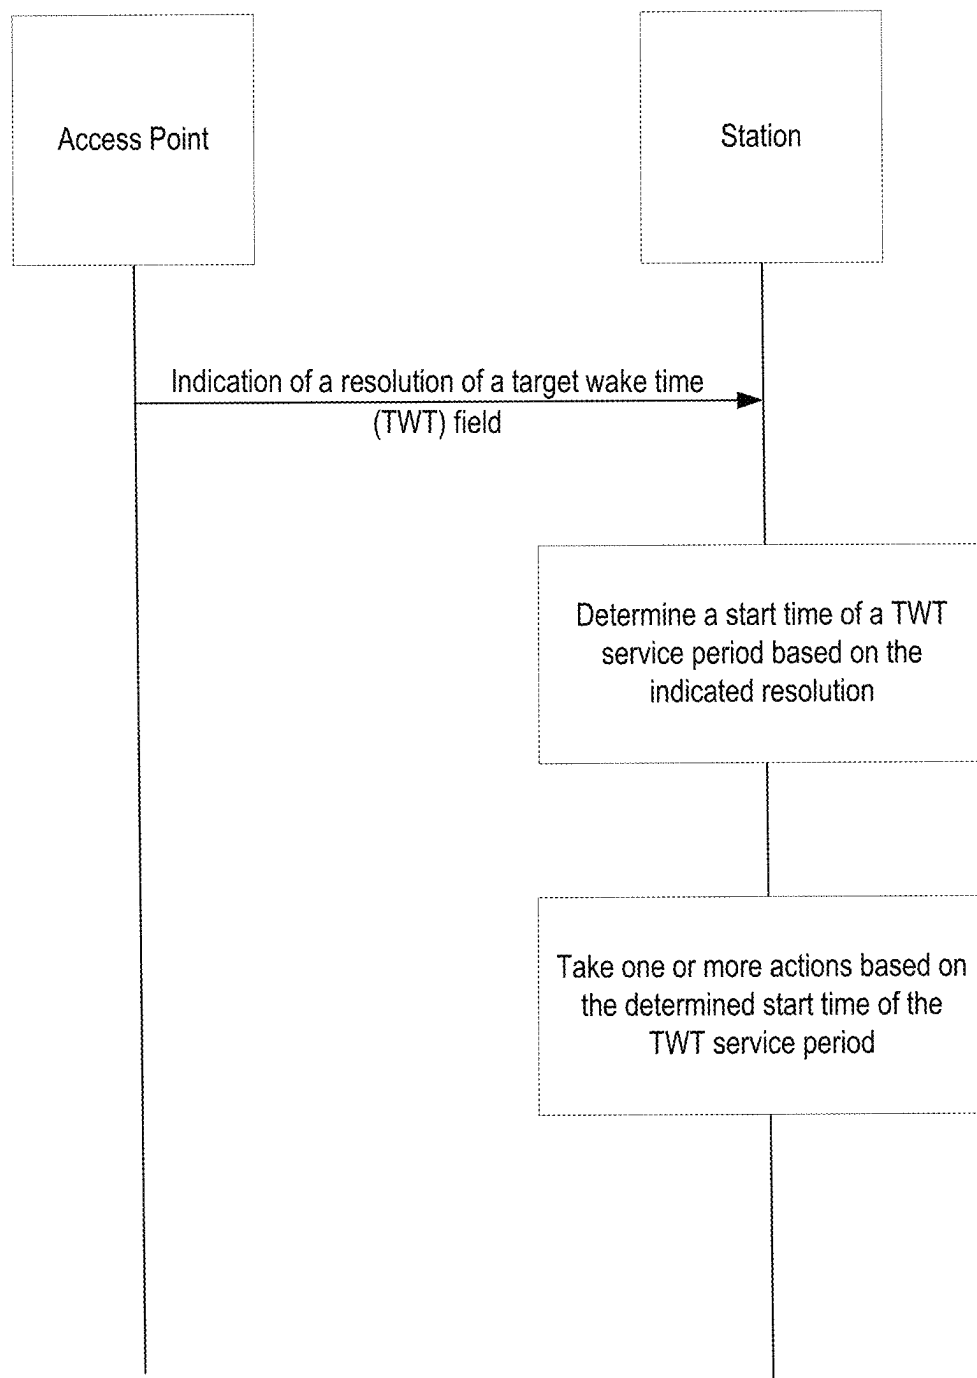 Access Point
Station
Indication of a resolution of a target wake time
(TWT) field
Determine a start time of a TWT
service period based on the
indicated resolution
Take one or more actions based on
the determined start time of the
TWT service period